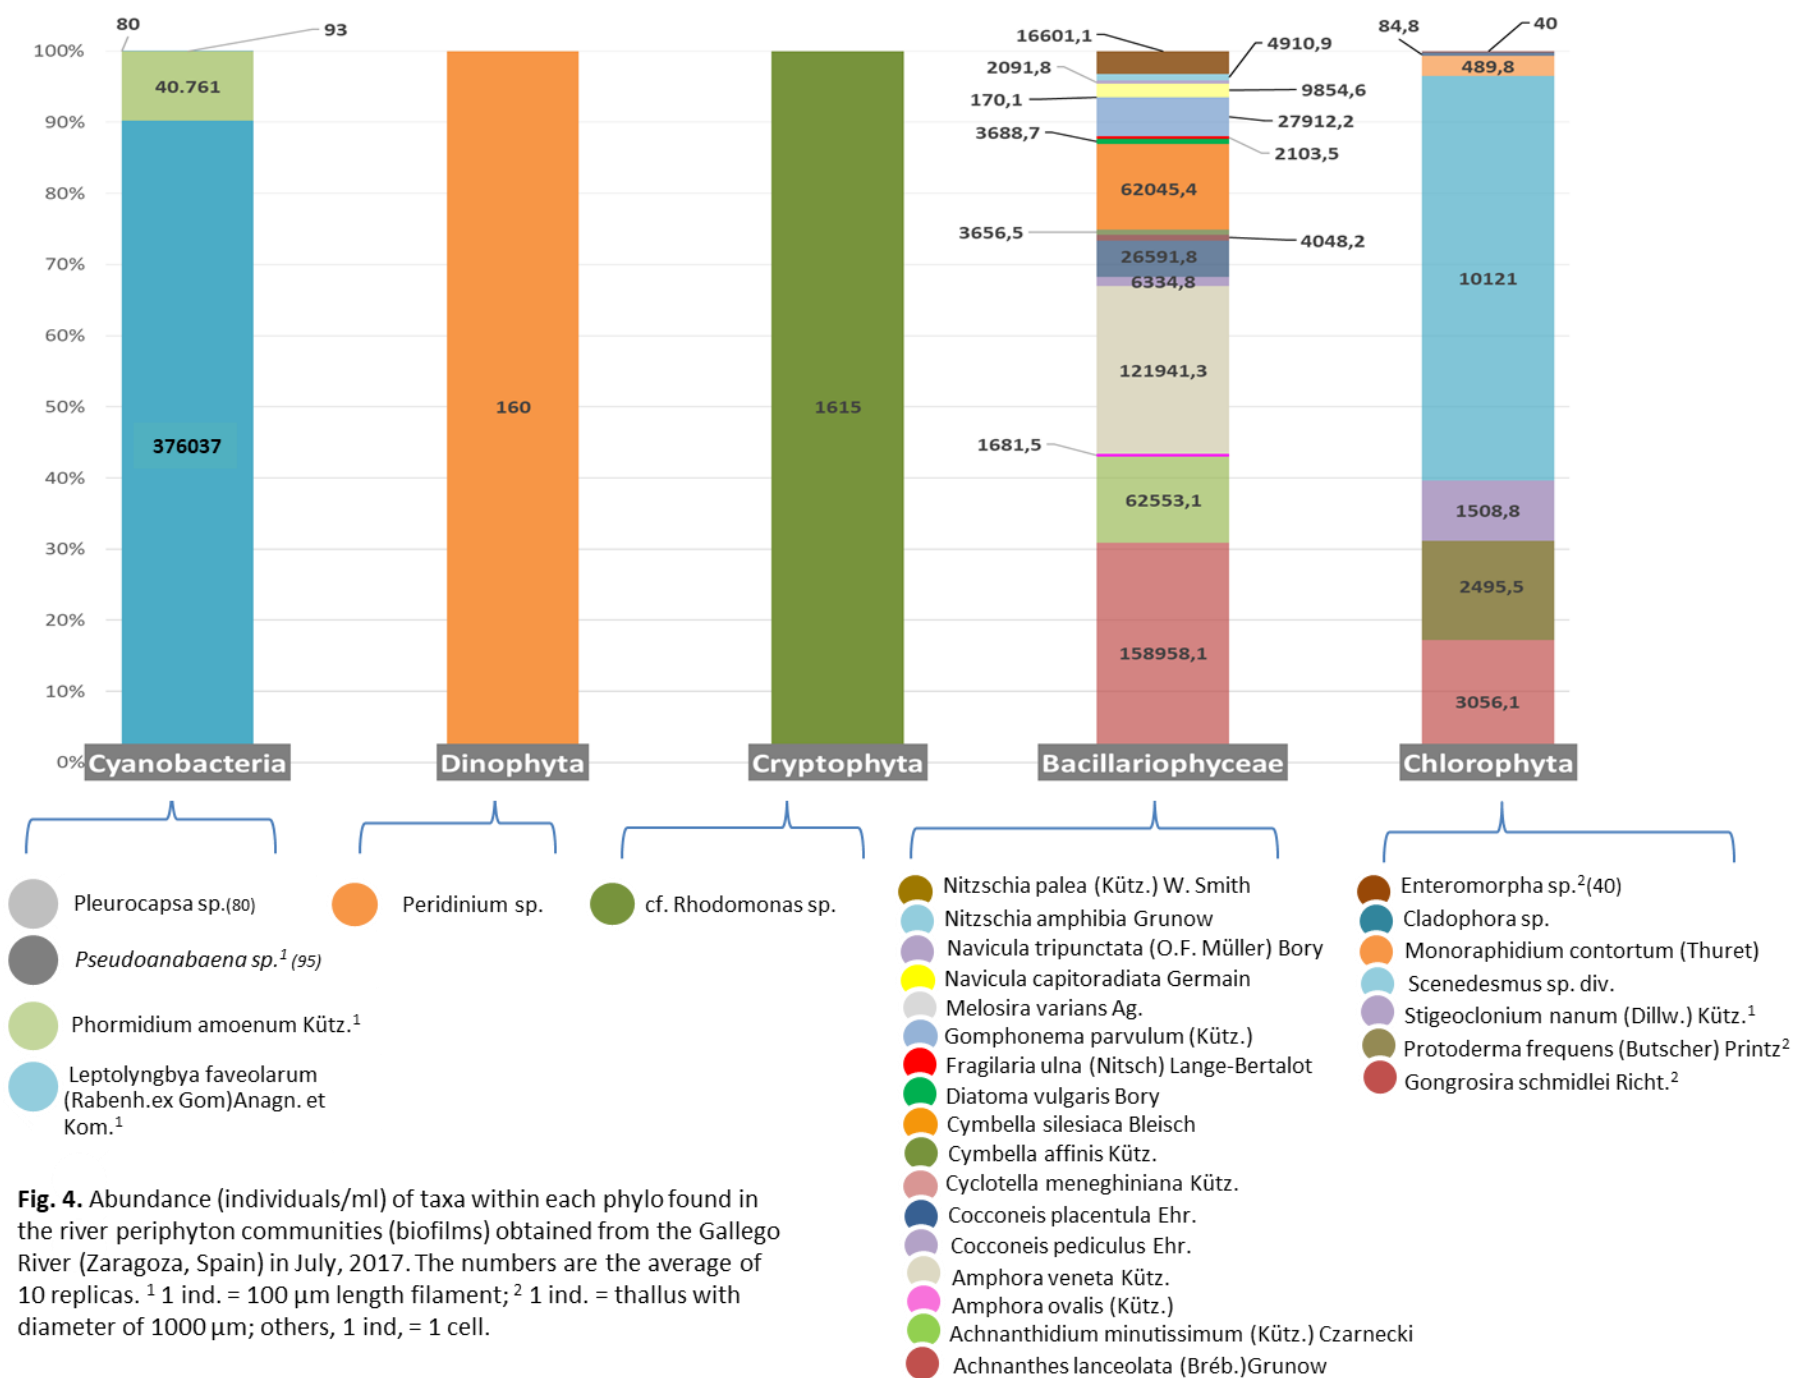 80
93
84,8
40
16601,1
4910,9
2091,8
9854,6
170,1
27912,2
3688,7
2103,5
100%
90%
80%
70%
60%
50%
40%
30%
20%
10%
0%
40.761
376037
160
1615
62045,4
3656,5
4048,2
26591,8
6334,8
121941,3
1681,5
62553,1
158958,1
489,8
10121
1508,8
2495,5
3056,1
Cyanobacteria
Dinophyta
Cryptophyta
Bacillariophyceae
Chlorophyta
Pleurocapsa sp.(80)
Pseudoanabaena sp.¹ (95)
Phormidium amoenum Kütz.¹
Leptolyngbya faveolarum
(Rabenh.ex Gom)Anagn. et
Kom.¹
Peridinium sp.
cf. Rhodomonas sp.
Nitzschia palea (Kütz.) W. Smith
Nitzschia amphibia Grunow
Navicula tripunctata (O.F. Müller) Bory
Navicula capitoradiata Germain
Melosira varians Ag.
Gomphonema parvulum (Kütz.)
Fragilaria ulna (Nitsch) Lange-Bertalot
Diatoma vulgaris Bory
Cymbella silesiaca Bleisch
Cymbella affinis Kütz.
Cyclotella meneghiniana Kütz.
Cocconeis placentula Ehr.
Cocconeis pediculus Ehr.
Amphora veneta Kütz.
Amphora ovalis (Kütz.)
Achnanthidium minutissimum (Kütz.) Czarnecki
Achnanthes lanceolata (Bréb.)Grunow
Enteromorpha sp.²(40)
Cladophora sp.
Monoraphidium contortum (Thuret)
Scenedesmus sp. div.
Stigeoclonium nanum (Dillw.) Kütz.¹
Protoderma frequens (Butscher) Printz²
Gongrosira schmidlei Richt.²
Fig. 4. Abundance (individuals/ml) of taxa within each phylo found in
the river periphyton communities (biofilms) obtained from the Gallego
River (Zaragoza, Spain) in July, 2017. The numbers are the average of
10 replicas. ¹ 1 ind. = 100 µm length filament; ² 1 ind. = thallus with
diameter of 1000 µm; others, 1 ind, = 1 cell.